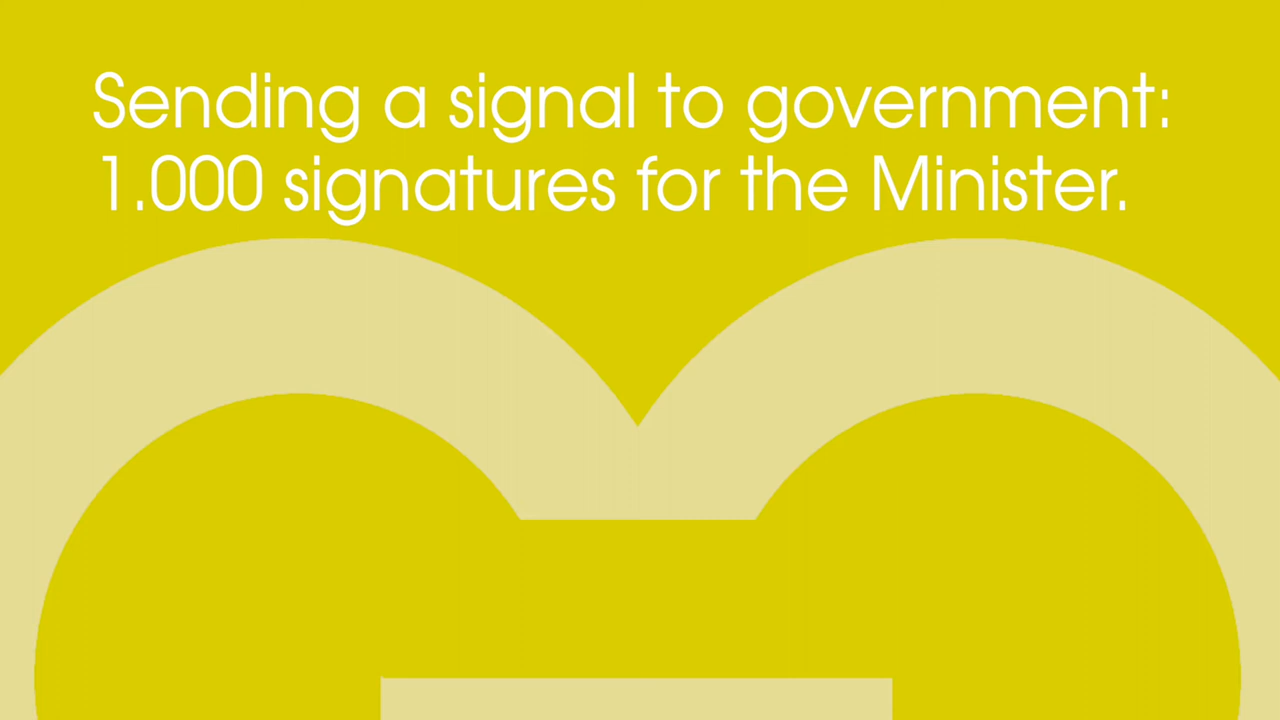 Sending a signal to government:
1.000 signatures for the Minister.